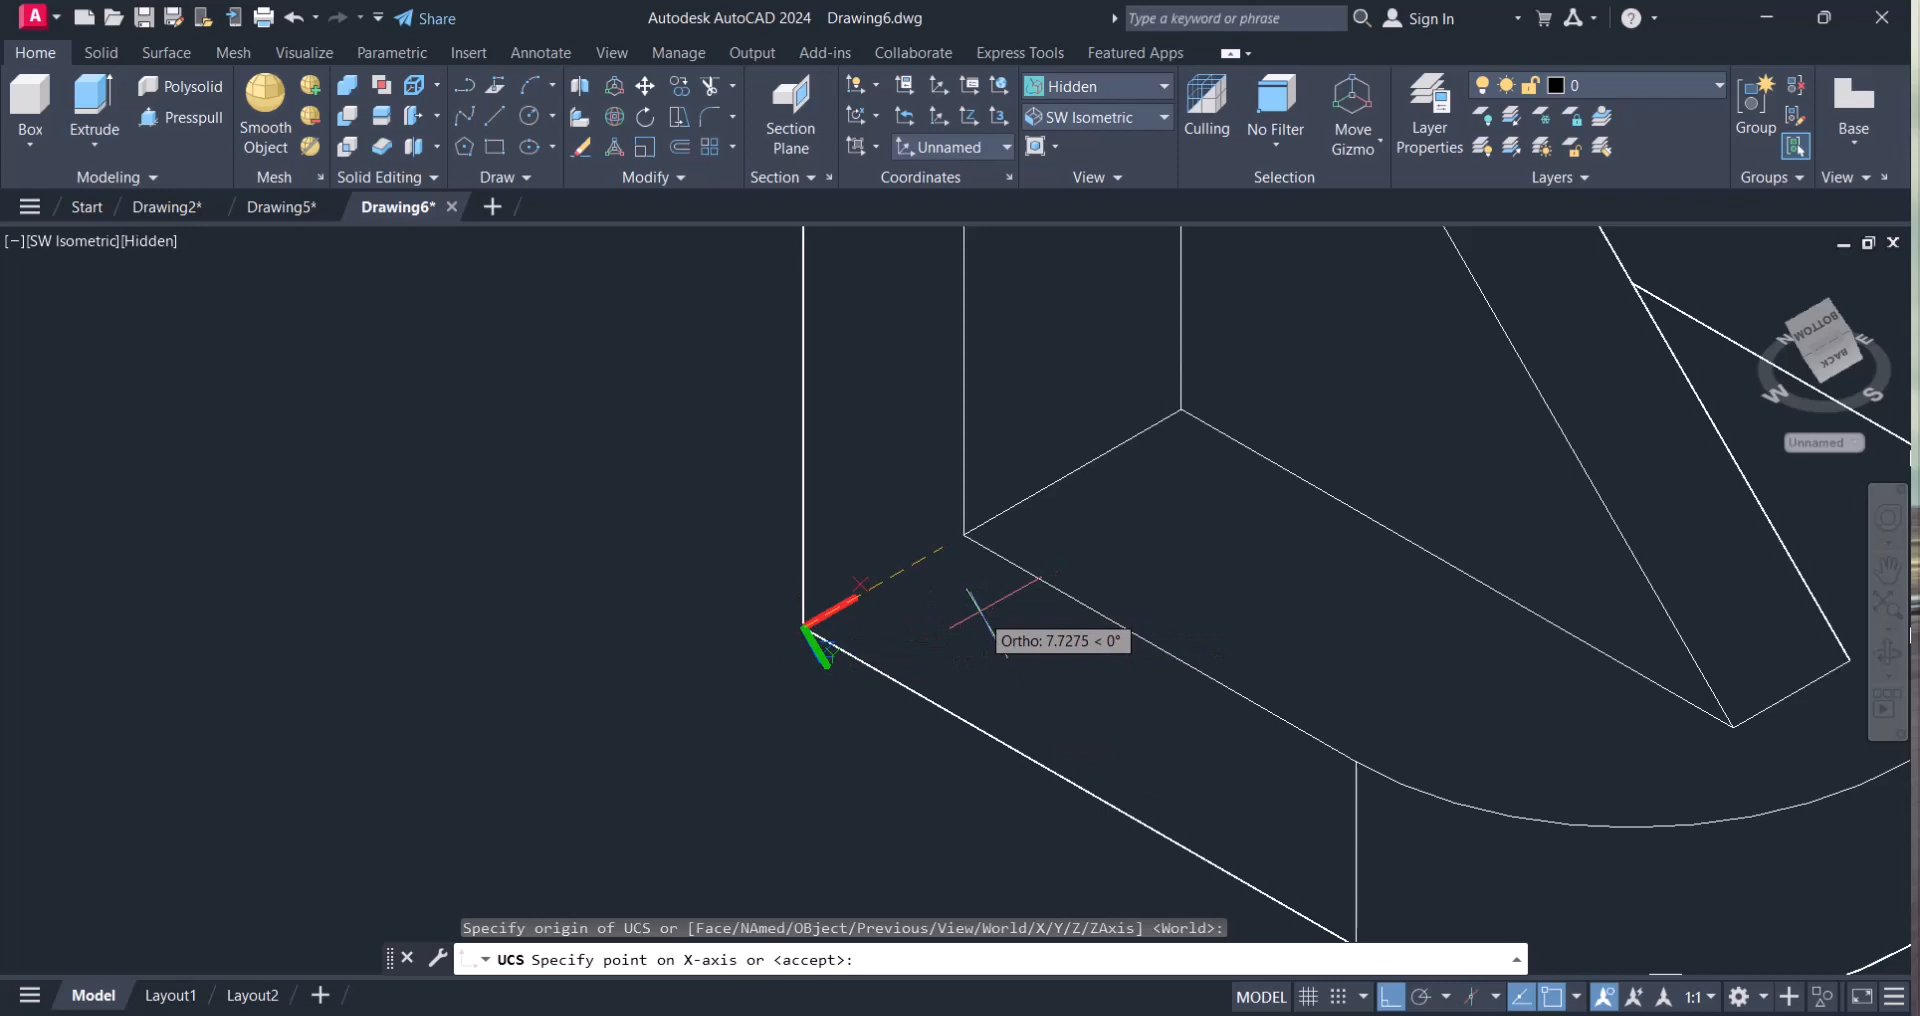 A Share Autodesk AutoCAD 2024 Drawing6.dwg Type a keyword or phrase Sign In ?
Home Solid Surface Mesh Visualize Parametric Insert Annotate View Manage Output Add-ins Collaborate Express Tools Featured Apps
Box Extrude Polysolid Presspull
Smooth Object
Section Plane
Unnamed
Hidden
SW Isometric
Culling No Filter Move Gizmo
Layer Properties
0
Group
Base
Modeling Mesh Solid Editing Draw Modify Section Coordinates View Selection Layers Groups View
Start Drawing2* Drawing5* Drawing6*
[−][SW Isometric][Hidden]
BOTTOM
N E
BACK
W S
Unnamed
X
Ortho: 7.7275 < 0°
Y
Specify origin of UCS or [Face/NAmed/OBject/Previous/View/World/X/Y/Z/ZAxis] <World>:
UCS Specify point on X-axis or <accept>:
Model Layout1 Layout2 MODEL 1:1